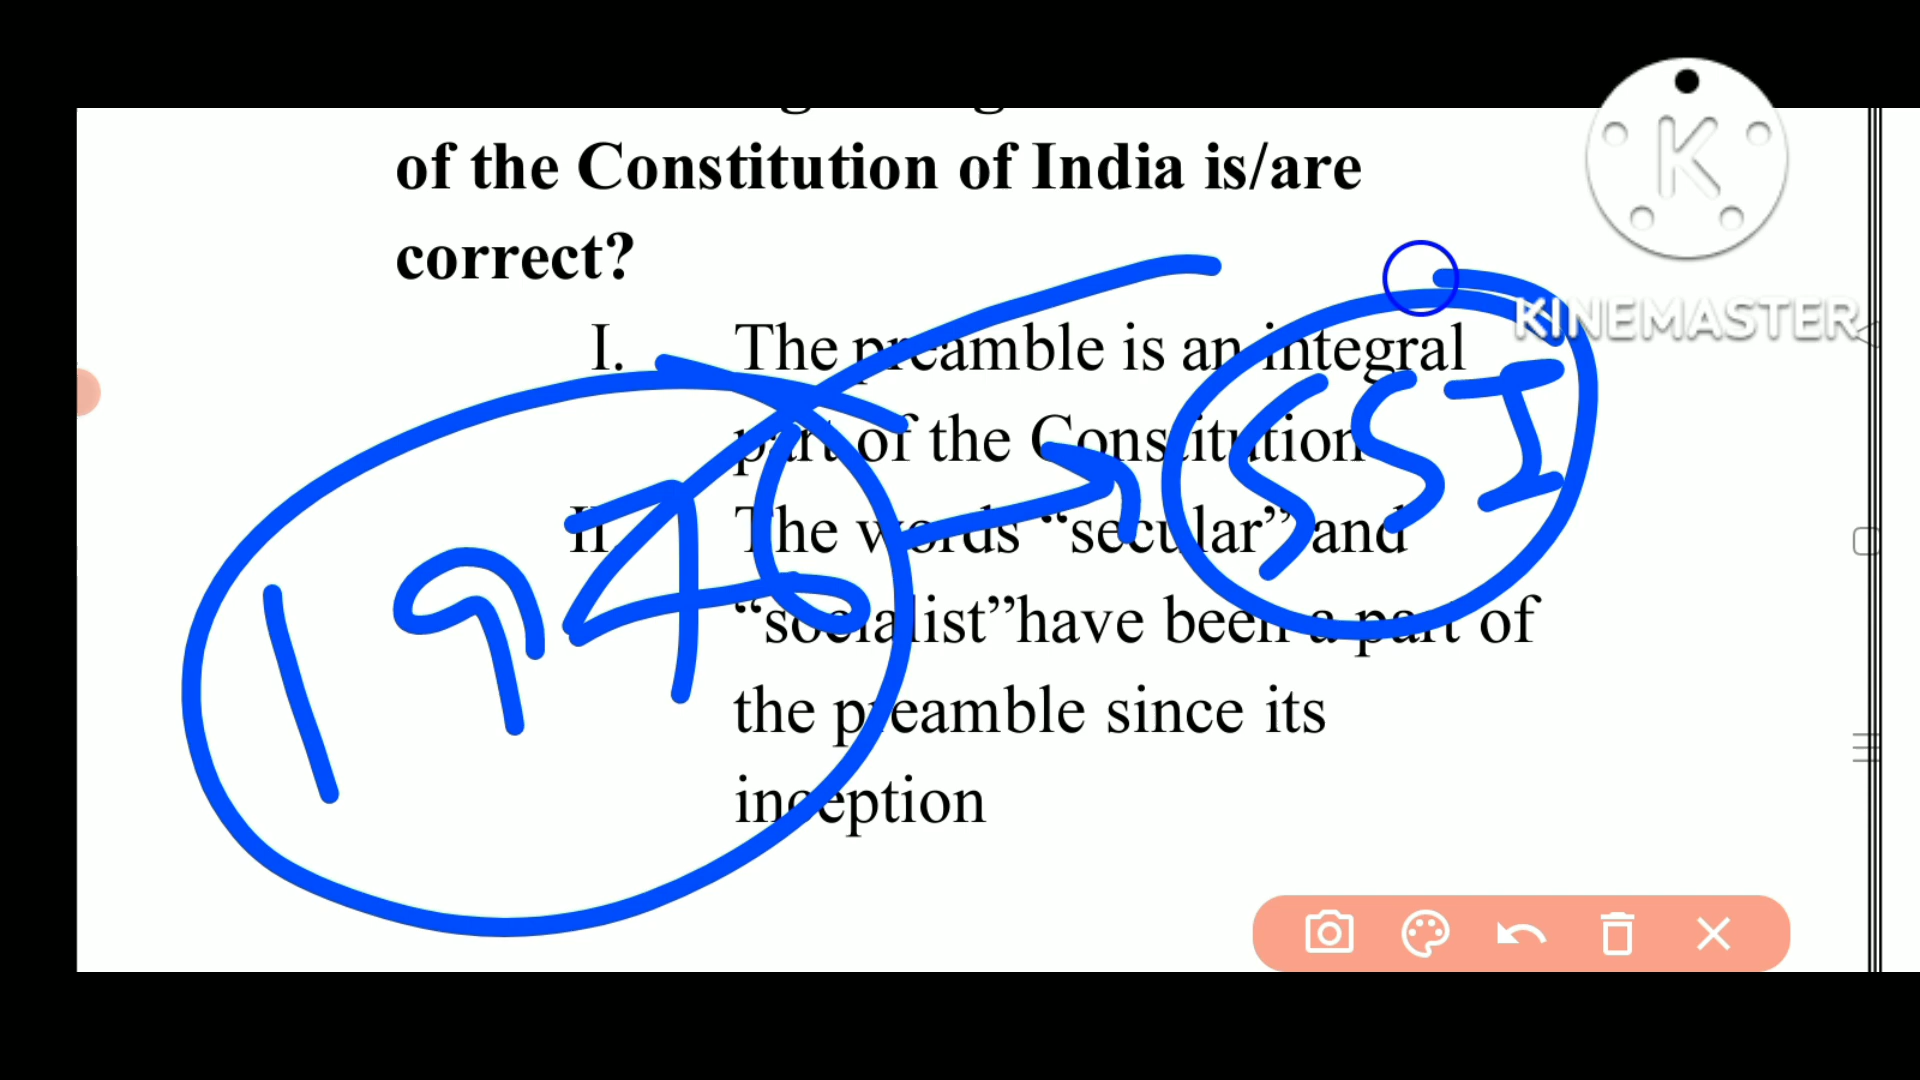 of the Constitution of India is/are
correct?
I. The preamble is an integral
part of the Constitution
II. The words “secular” and
“socialist”have been a part of
the preamble since its
inception
1976
SSI
K
KINEMASTER